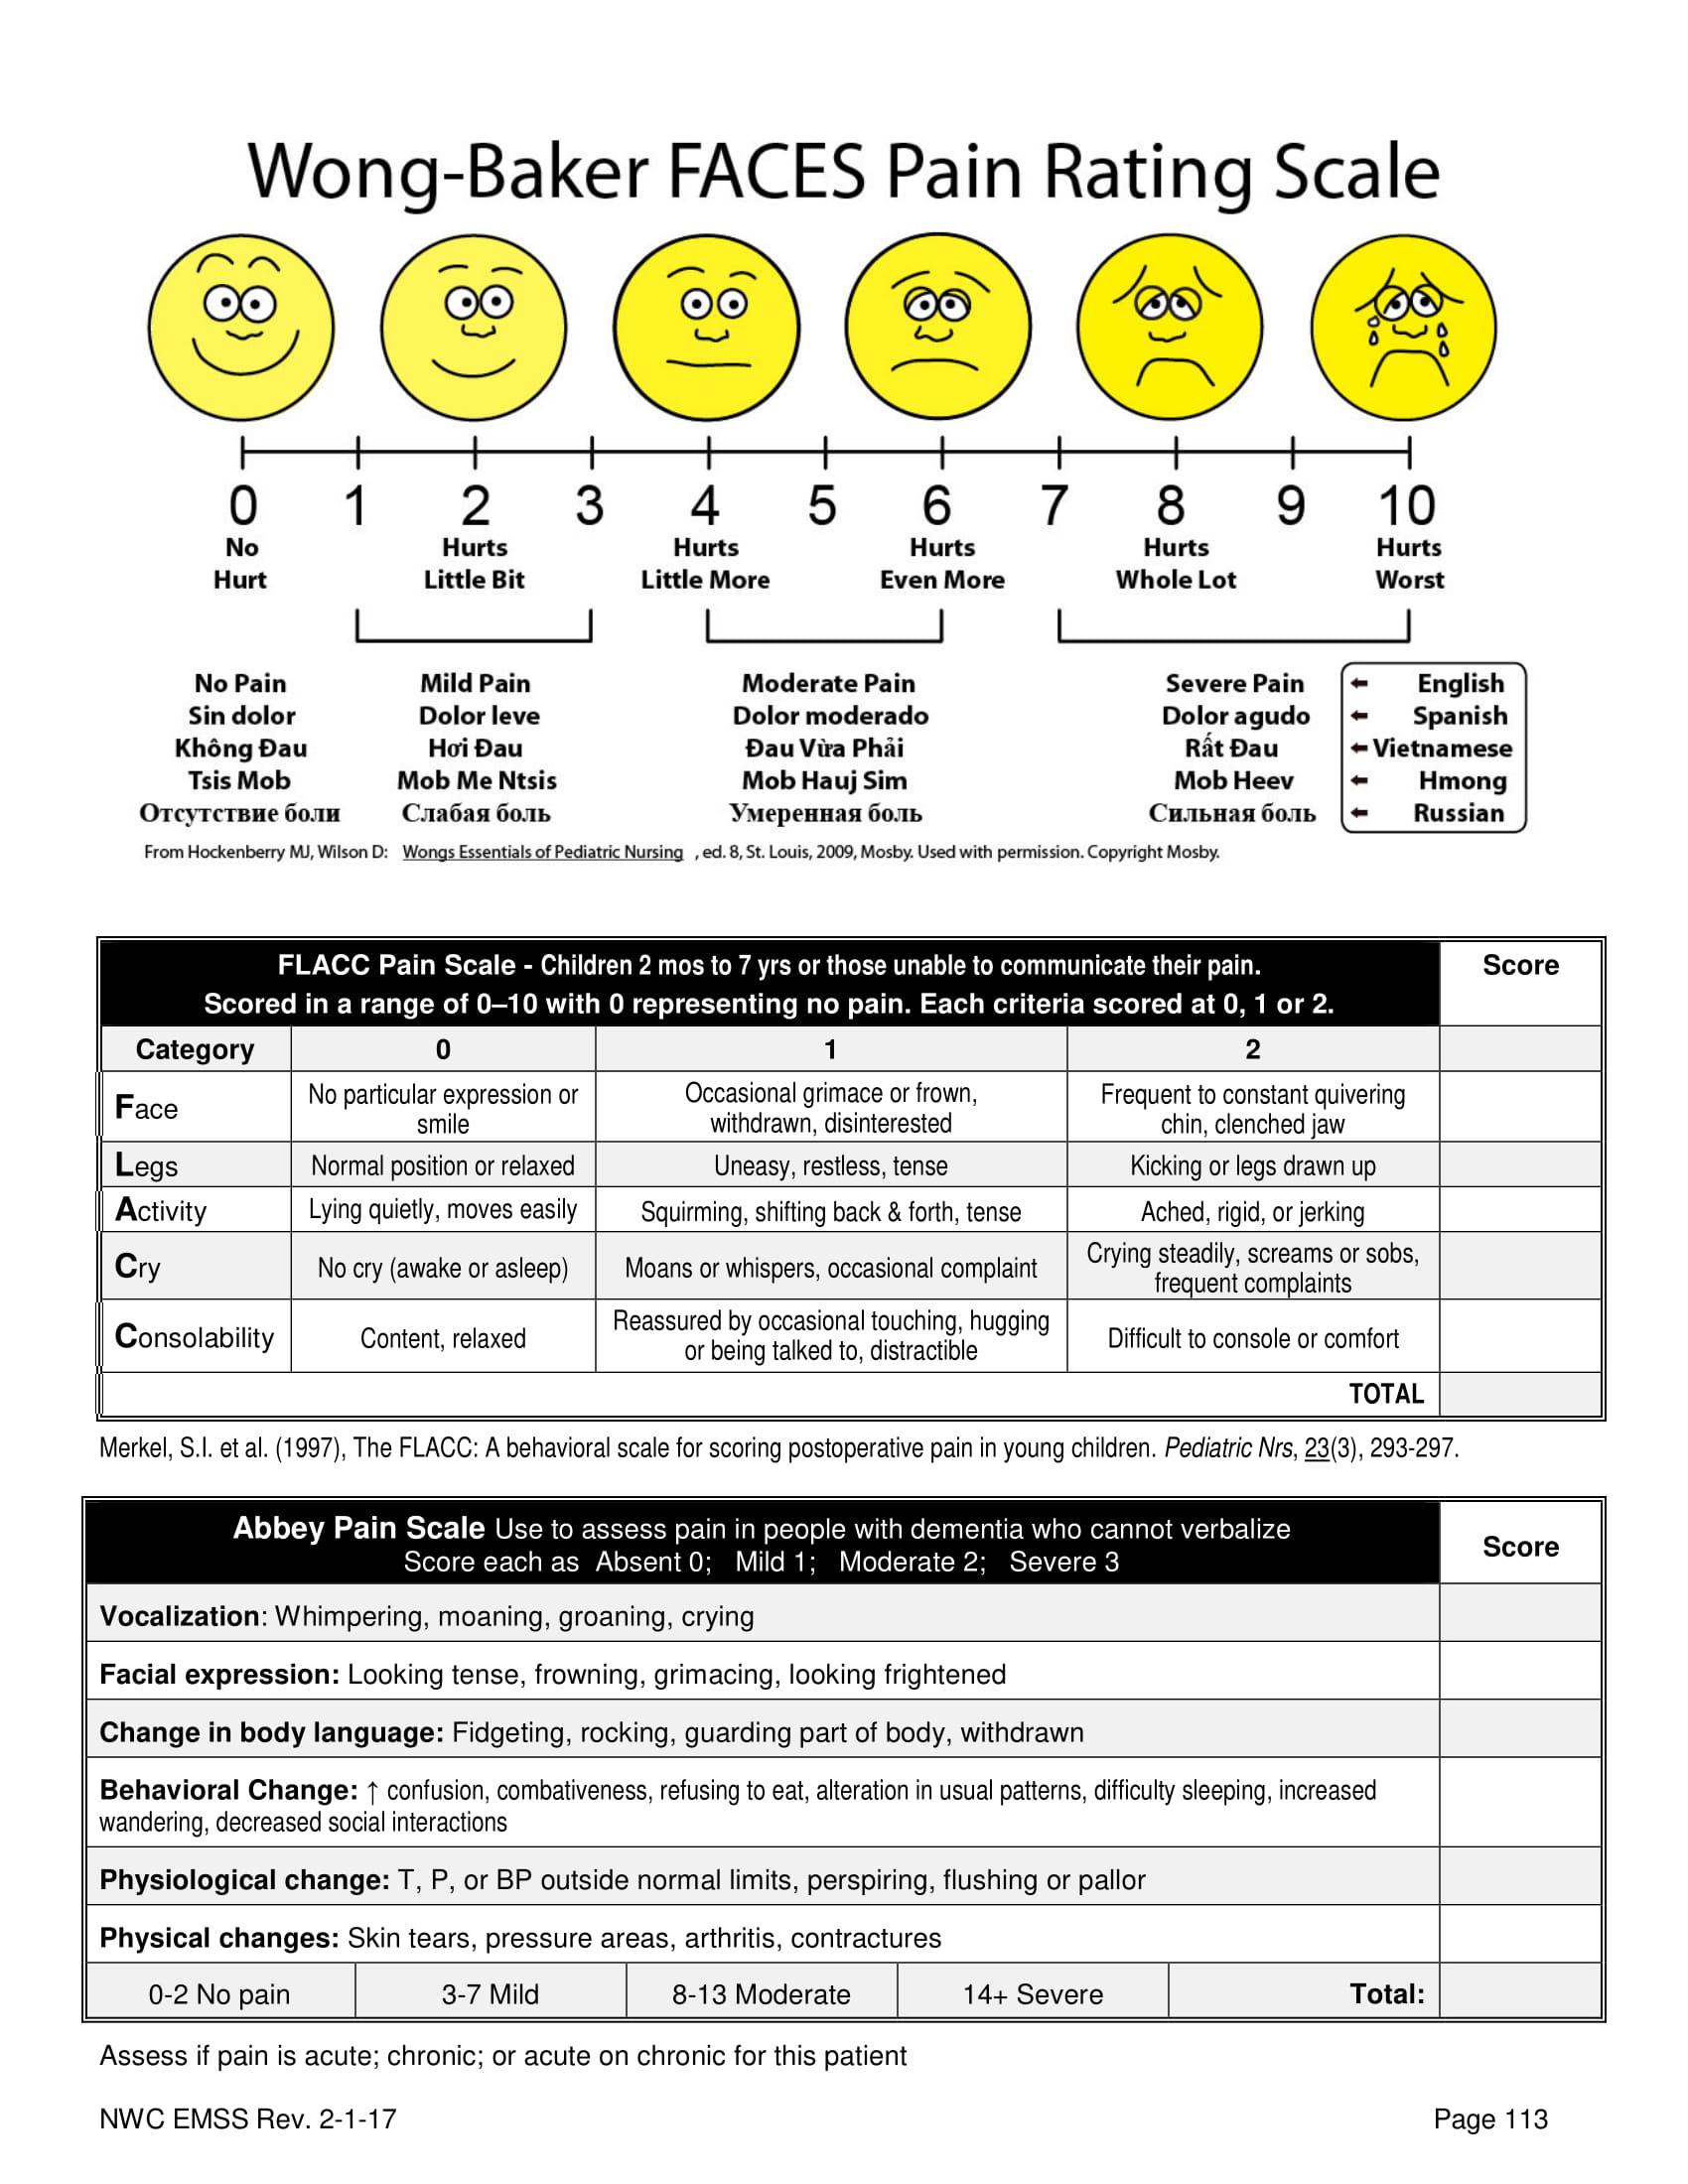 Wong-Baker FACES Pain Rating Scale
0 1 2 3 4 5 6 7 8 9 10
No Hurts Hurts Hurts Hurts Hurts
Hurt Little Bit Little More Even More Whole Lot Worst
No Pain Mild Pain Moderate Pain Severe Pain English
Sin dolor Dolor leve Dolor moderado Dolor agudo Spanish
Không Đau Hơi Đau Đau Vừa Phải Rất Đau Vietnamese
Tsis Mob Mob Me Ntsis Mob Hauj Sim Mob Heev Hmong
Отсутствие боли Слабая боль Умеренная боль Сильная боль Russian
From Hockenberry MJ, Wilson D: Wongs Essentials of Pediatric Nursing , ed. 8, St. Louis, 2009, Mosby. Used with permission. Copyright Mosby.
FLACC Pain Scale - Children 2 mos to 7 yrs or those unable to communicate their pain. Score
Scored in a range of 0–10 with 0 representing no pain. Each criteria scored at 0, 1 or 2.
Category 0 1 2
Face No particular expression or smile Occasional grimace or frown, withdrawn, disinterested Frequent to constant quivering chin, clenched jaw
Legs Normal position or relaxed Uneasy, restless, tense Kicking or legs drawn up
Activity Lying quietly, moves easily Squirming, shifting back & forth, tense Ached, rigid, or jerking
Cry No cry (awake or asleep) Moans or whispers, occasional complaint Crying steadily, screams or sobs, frequent complaints
Consolability Content, relaxed Reassured by occasional touching, hugging or being talked to, distractible Difficult to console or comfort
TOTAL
Merkel, S.I. et al. (1997), The FLACC: A behavioral scale for scoring postoperative pain in young children. Pediatric Nrs, 23(3), 293-297.
Abbey Pain Scale Use to assess pain in people with dementia who cannot verbalize Score
Score each as Absent 0; Mild 1; Moderate 2; Severe 3
Vocalization: Whimpering, moaning, groaning, crying
Facial expression: Looking tense, frowning, grimacing, looking frightened
Change in body language: Fidgeting, rocking, guarding part of body, withdrawn
Behavioral Change: ↑ confusion, combativeness, refusing to eat, alteration in usual patterns, difficulty sleeping, increased
wandering, decreased social interactions
Physiological change: T, P, or BP outside normal limits, perspiring, flushing or pallor
Physical changes: Skin tears, pressure areas, arthritis, contractures
0-2 No pain 3-7 Mild 8-13 Moderate 14+ Severe Total:
Assess if pain is acute; chronic; or acute on chronic for this patient
NWC EMSS Rev. 2-1-17 Page 113